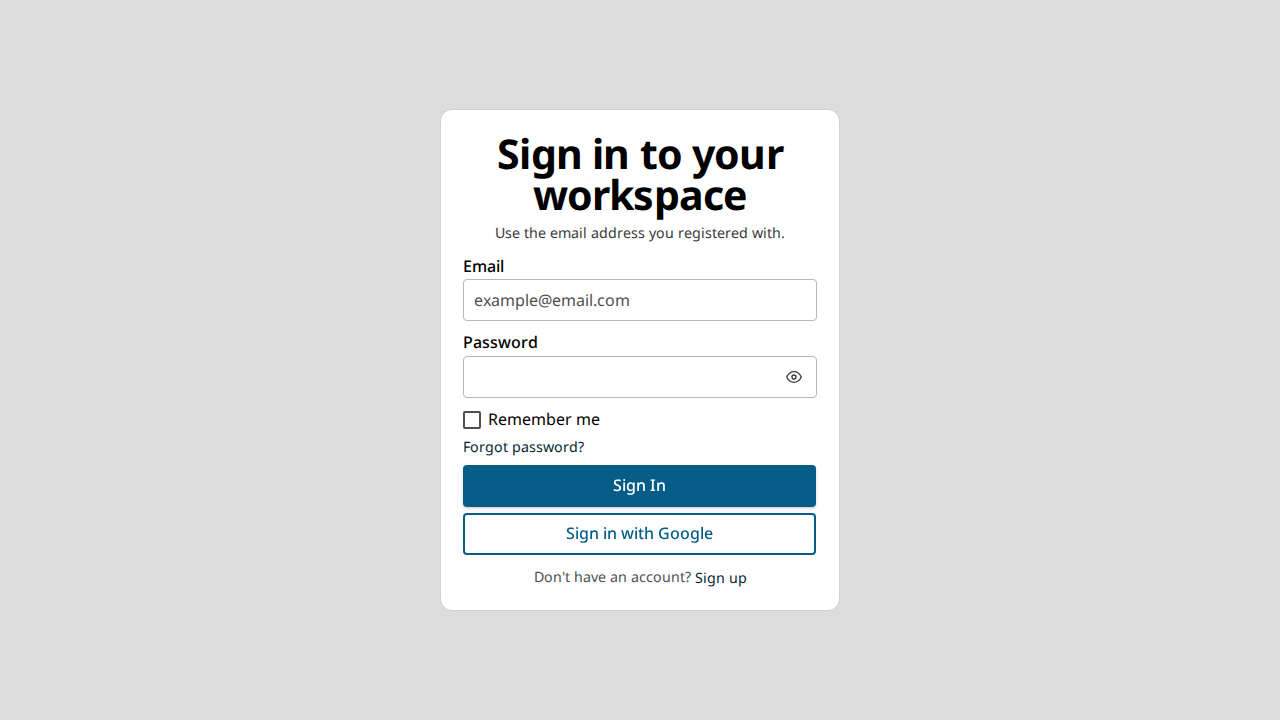 Sign in to your
workspace
Use the email address you registered with.
Email
example@email.com
Password
Remember me
Forgot password?
Sign In
Sign in with Google
Don't have an account? Sign up